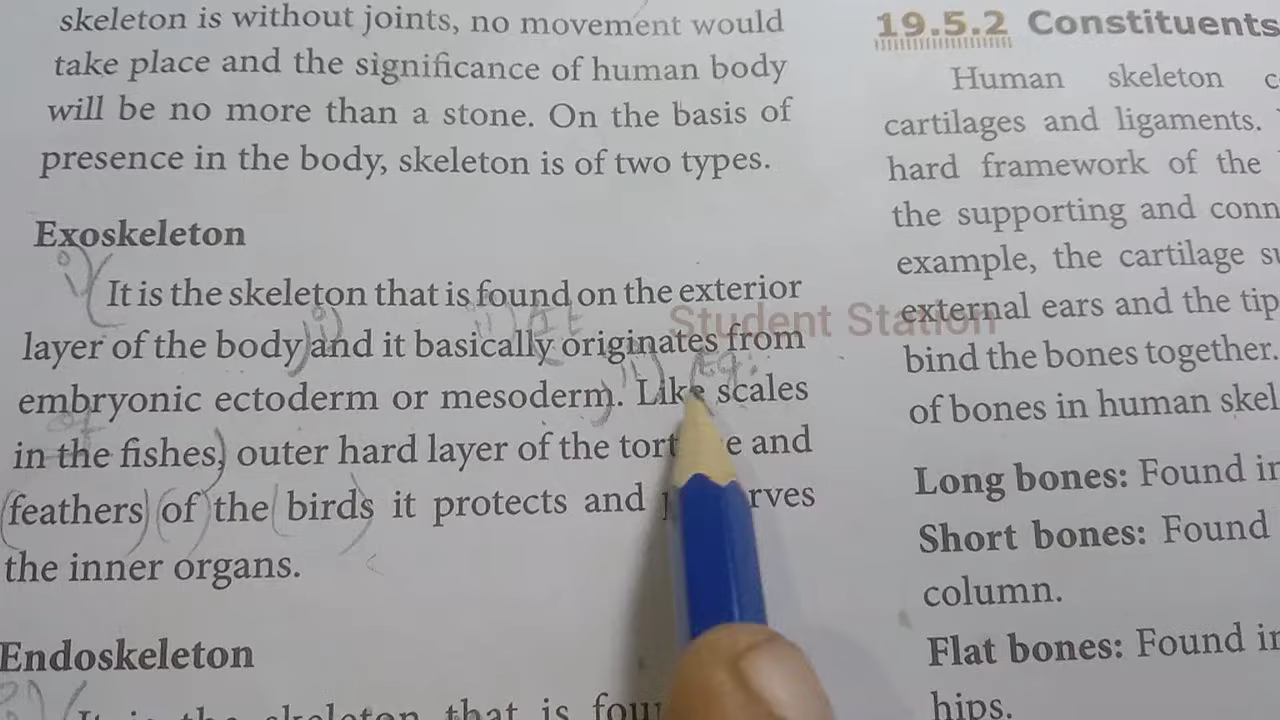 skeleton is without joints, no movement would
take place and the significance of human body
will be no more than a stone. On the basis of
presence in the body, skeleton is of two types.
Exoskeleton
It is the skeleton that is found on the exterior
layer of the body and it basically originates from
embryonic ectoderm or mesoderm. Like scales
in the fishes, outer hard layer of the tort e and
feathers of the birds it protects and rves
the inner organs.
Endoskeleton
It is the skeleton that is foun
19.5.2 Constituents
Human skeleton c
cartilages and ligaments.
hard framework of the
the supporting and conn
example, the cartilage su
external ears and the tip
bind the bones together.
of bones in human skel
Long bones: Found in
Short bones: Found
column.
Flat bones: Found in
hips.
Student Station